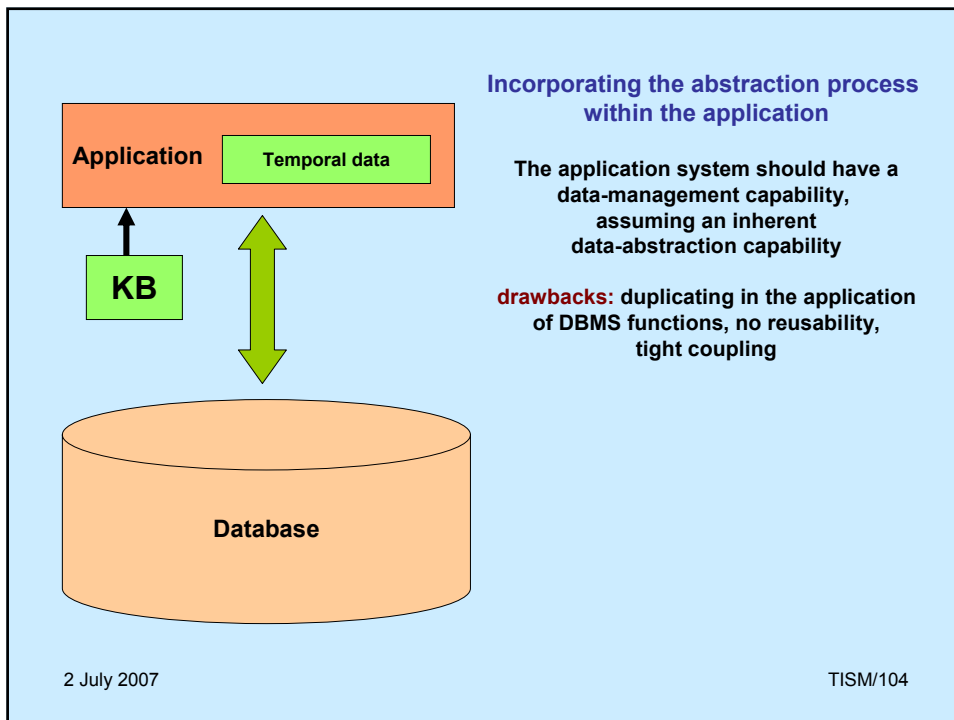 Incorporating the abstraction process
within the application
Application
Temporal data
The application system should have a
data-management capability,
assuming an inherent
data-abstraction capability
KB
drawbacks: duplicating in the application
of DBMS functions, no reusability,
tight coupling
Database
2 July 2007
TISM/104